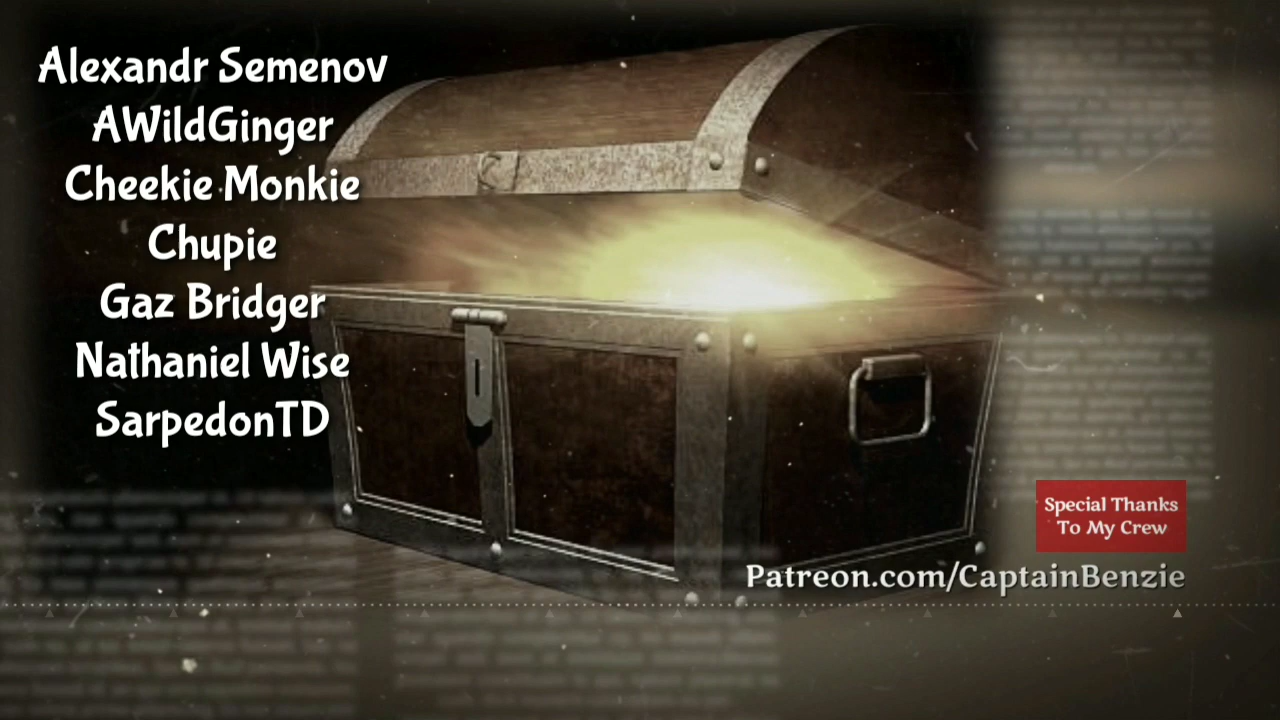 Alexandr Semenov
AWildGinger
Cheekie Monkie
Chupie
Gaz Bridger
Nathaniel Wise
SarpedonTD
Special Thanks
To My Crew
Patreon.com/CaptainBenzie